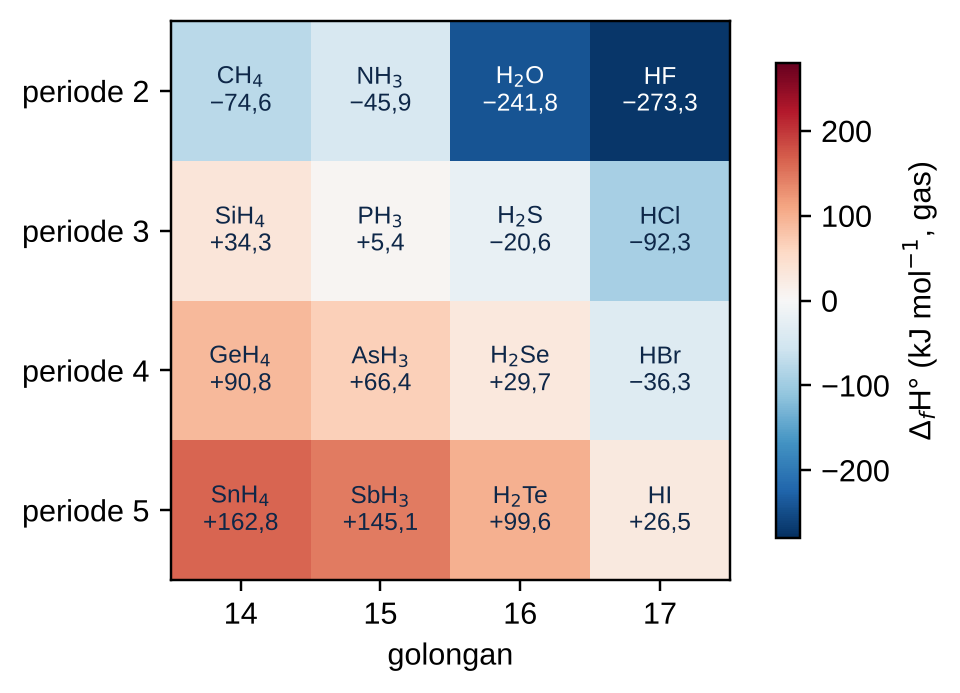 periode 2
CH₄
−74,6
NH₃
−45,9
H₂O
−241,8
HF
−273,3
periode 3
SiH₄
+34,3
PH₃
+5,4
H₂S
−20,6
HCl
−92,3
periode 4
GeH₄
+90,8
AsH₃
+66,4
H₂Se
+29,7
HBr
−36,3
periode 5
SnH₄
+162,8
SbH₃
+145,1
H₂Te
+99,6
HI
+26,5
14
15
16
17
golongan
200
100
0
−100
−200
Δ𝑓H° (kJ mol⁻¹, gas)